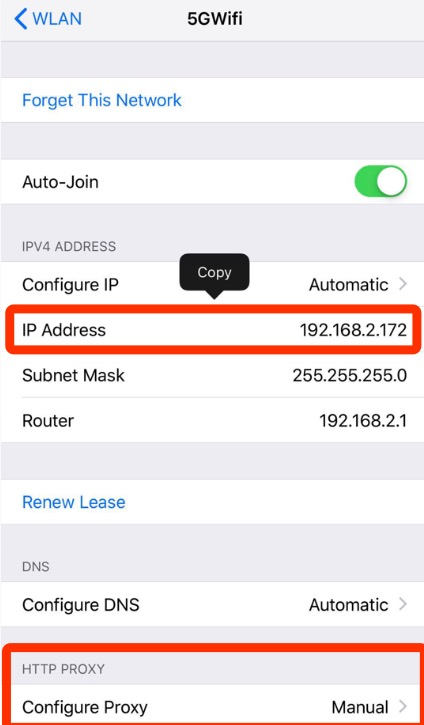 WLAN 5GWifi
Forget This Network
Auto-Join
IPV4 ADDRESS
Copy
Configure IP Automatic
IP Address 192.168.2.172
Subnet Mask 255.255.255.0
Router 192.168.2.1
Renew Lease
DNS
Configure DNS Automatic
HTTP PROXY
Configure Proxy Manual